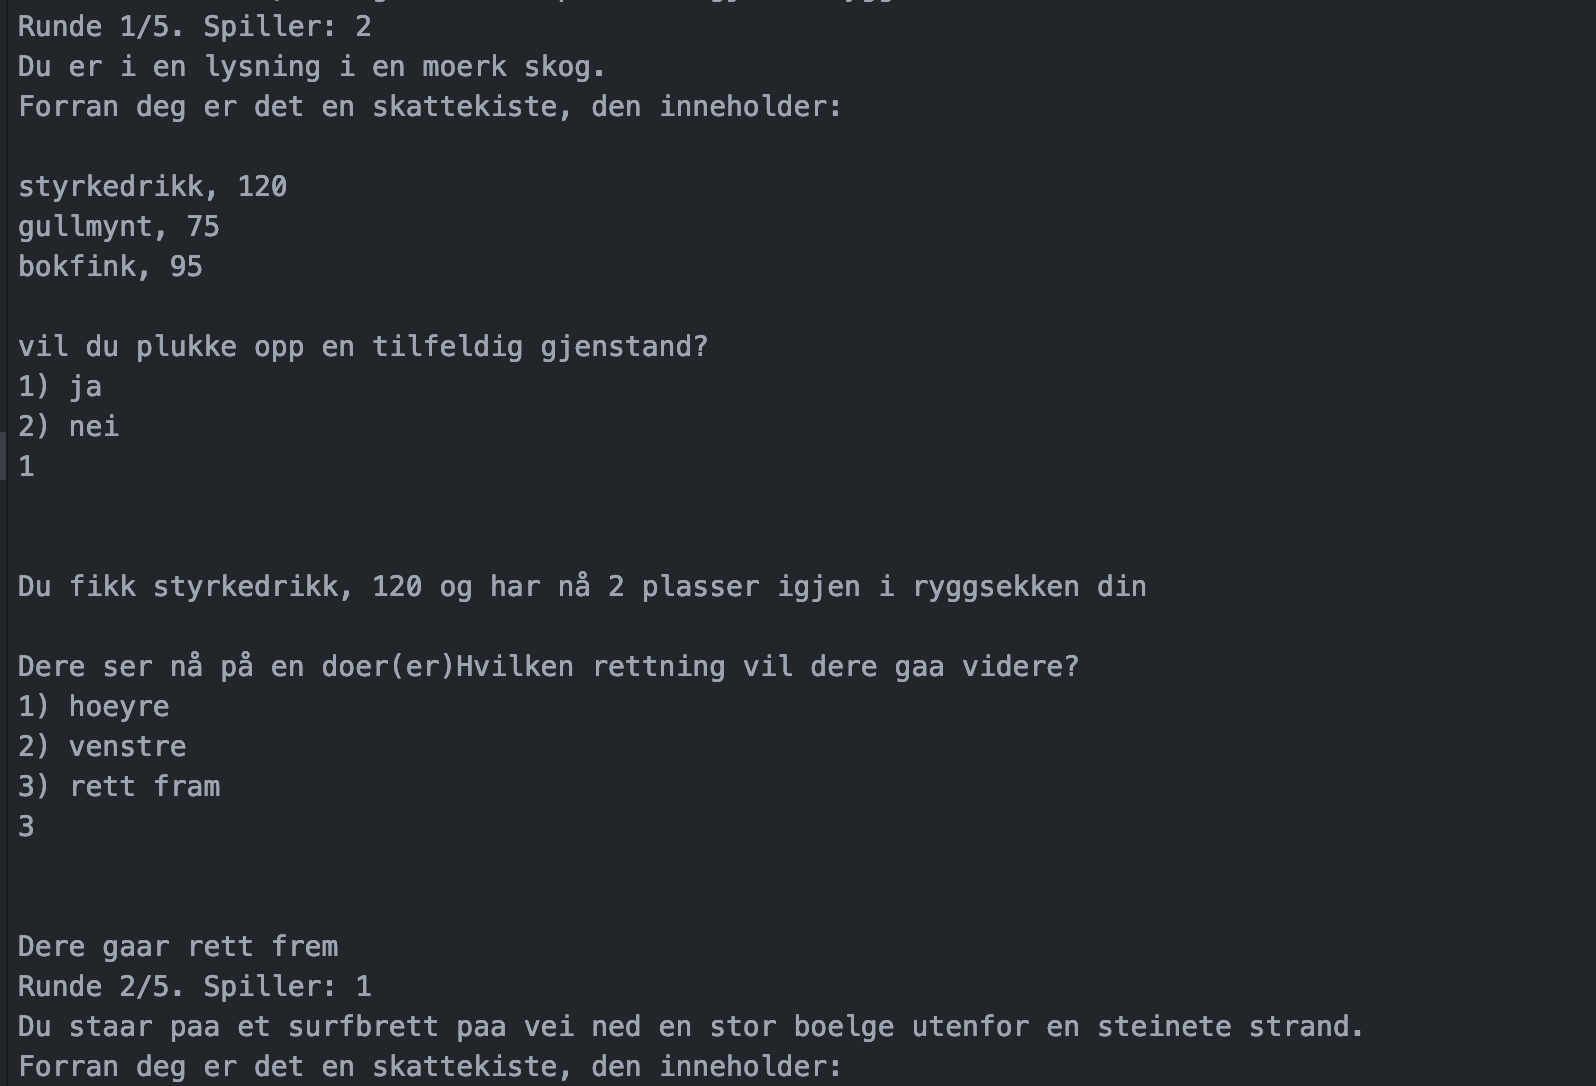 Runde 1/5. Spiller: 2
Du er i en lysning i en moerk skog.
Forran deg er det en skattekiste, den inneholder:
styrkedrikk, 120
gullmynt, 75
bokfink, 95
vil du plukke opp en tilfeldig gjenstand?
1) ja
2) nei
1
Du fikk styrkedrikk, 120 og har nå 2 plasser igjen i ryggsekken din
Dere ser nå på en doer(er)Hvilken rettning vil dere gaa videre?
1) hoeyre
2) venstre
3) rett fram
3
Dere gaar rett frem
Runde 2/5. Spiller: 1
Du staar paa et surfbrett paa vei ned en stor boelge utenfor en steinete strand.
Forran deg er det en skattekiste, den inneholder: